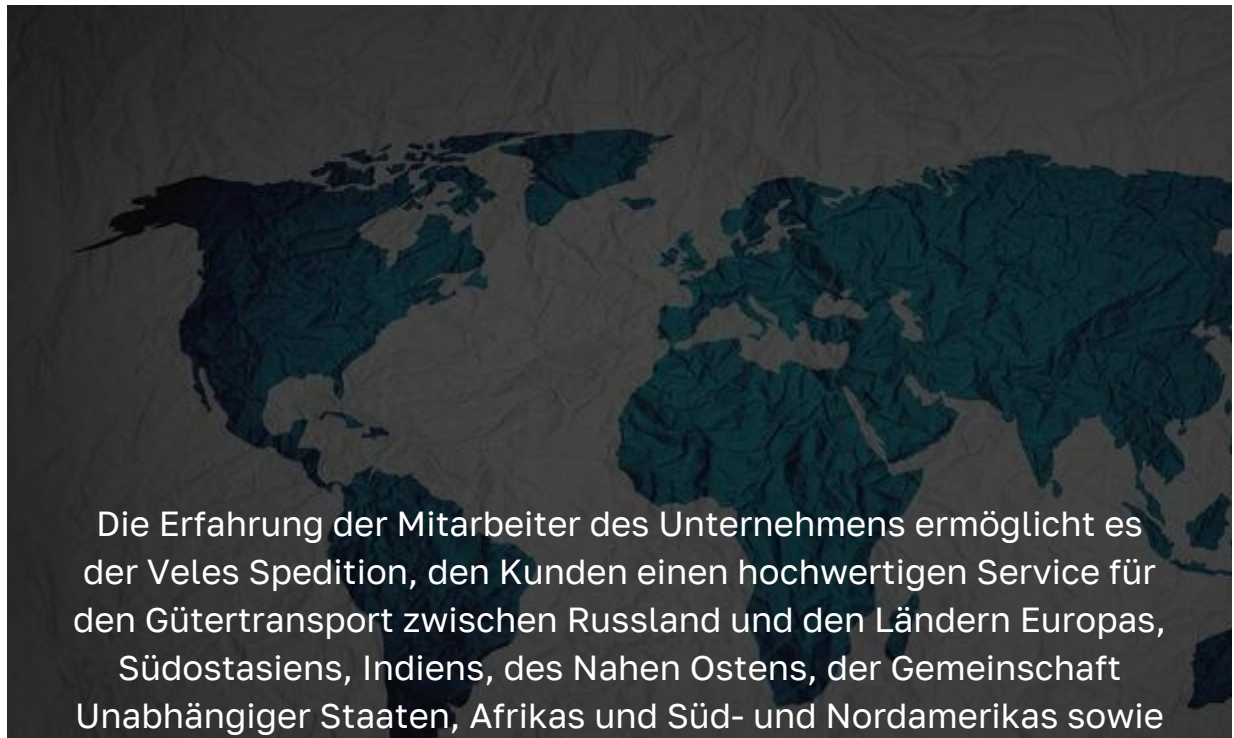 Die Erfahrung der Mitarbeiter des Unternehmens ermöglicht es
der Veles Spedition, den Kunden einen hochwertigen Service für
den Gütertransport zwischen Russland und den Ländern Europas,
Südostasiens, Indiens, des Nahen Ostens, der Gemeinschaft
Unabhängiger Staaten, Afrikas und Süd- und Nordamerikas sowie